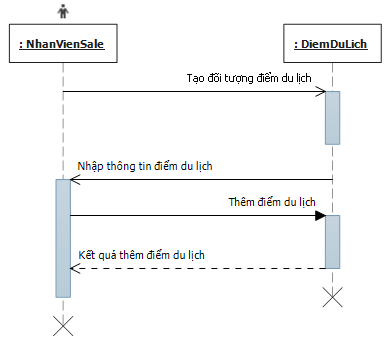 : NhanVienSale
: DiemDuLich
Tạo đối tượng điểm du lịch
Nhập thông tin điểm du lịch
Thêm điểm du lịch
Kết quả thêm điểm du lịch